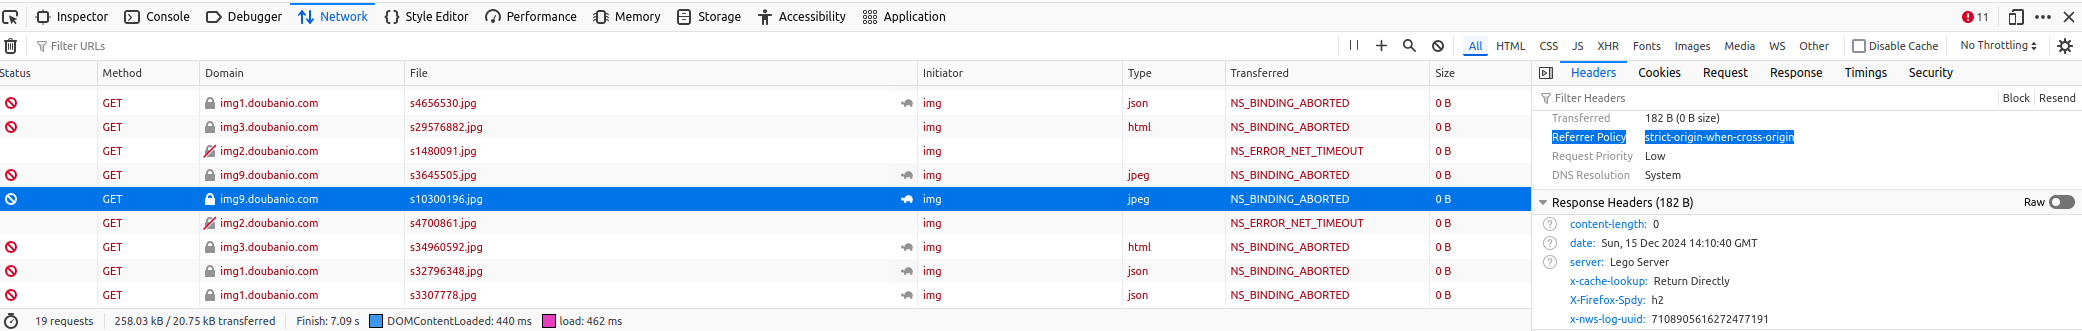 Inspector Console Debugger Network Style Editor Performance Memory Storage Accessibility Application 11
Filter URLs All HTML CSS JS XHR Fonts Images Media WS Other Disable Cache No Throttling
Status Method Domain File Initiator Type Transferred Size
GET img1.doubanio.com s4656530.jpg img json NS_BINDING_ABORTED 0 B
GET img3.doubanio.com s29576882.jpg img html NS_BINDING_ABORTED 0 B
GET img2.doubanio.com s1480091.jpg img NS_ERROR_NET_TIMEOUT 0 B
GET img9.doubanio.com s3645505.jpg img jpeg NS_BINDING_ABORTED 0 B
GET img9.doubanio.com s10300196.jpg img jpeg NS_BINDING_ABORTED 0 B
GET img2.doubanio.com s4700861.jpg img NS_ERROR_NET_TIMEOUT 0 B
GET img3.doubanio.com s34960592.jpg img html NS_BINDING_ABORTED 0 B
GET img1.doubanio.com s32796348.jpg img json NS_BINDING_ABORTED 0 B
GET img1.doubanio.com s3307778.jpg img json NS_BINDING_ABORTED 0 B
19 requests 258.03 kB / 20.75 kB transferred Finish: 7.09 s DOMContentLoaded: 440 ms load: 462 ms
Headers Cookies Request Response Timings Security
Filter Headers Block Resend
Transferred 182 B (0 B size)
Referrer Policy strict-origin-when-cross-origin
Request Priority Low
DNS Resolution System
Response Headers (182 B) Raw
content-length: 0
date: Sun, 15 Dec 2024 14:10:40 GMT
server: Lego Server
x-cache-lookup: Return Directly
X-Firefox-Spdy: h2
x-nws-log-uuid: 7108905616272477191